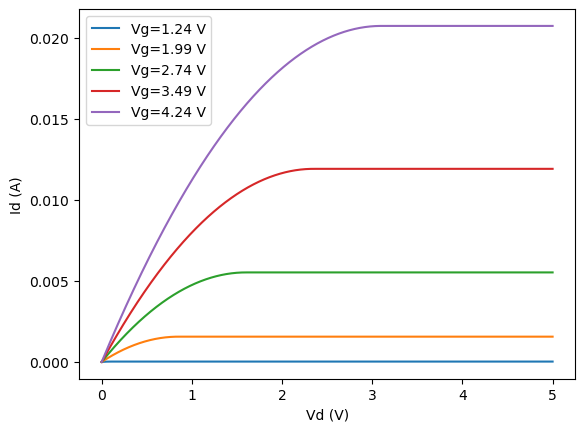 Vg=1.24 V
Vg=1.99 V
Vg=2.74 V
Vg=3.49 V
Vg=4.24 V
0.020
0.015
0.010
0.005
0.000
Id (A)
0 1 2 3 4 5
Vd (V)